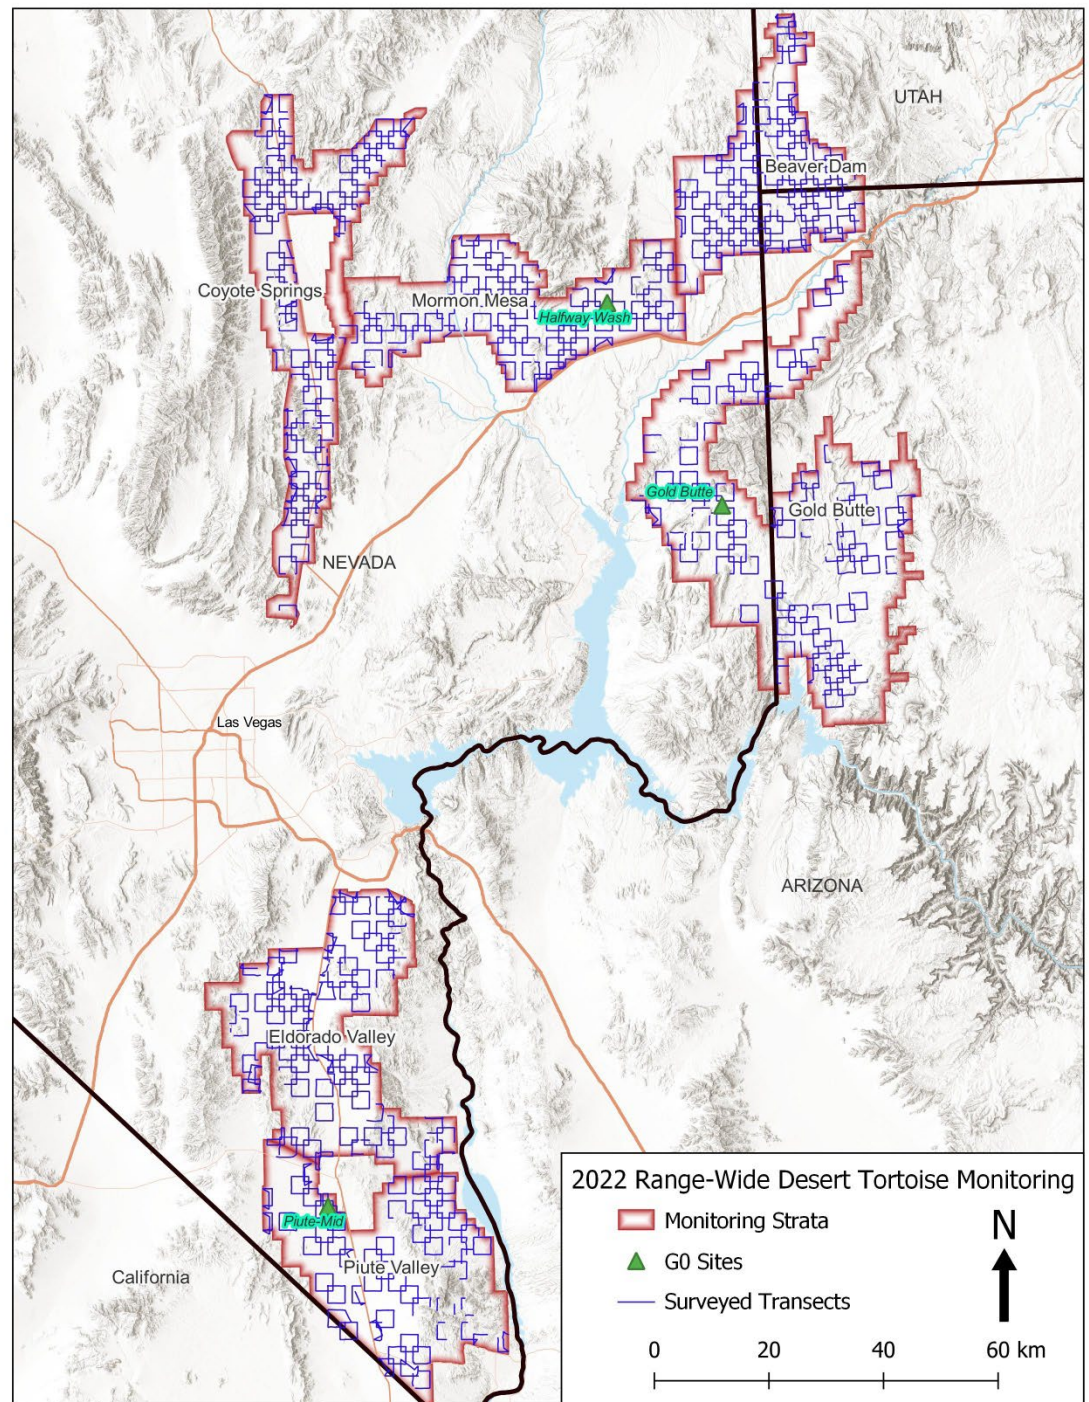 UTAH
Beaver Dam
Coyote Springs
Mormon Mesa
Halfway-Wash
Gold Butte
Gold Butte
NEVADA
Las Vegas
ARIZONA
Eldorado Valley
Piute-Mid
Piute Valley
California
2022 Range-Wide Desert Tortoise Monitoring
Monitoring Strata
G0 Sites
Surveyed Transects
N
0 20 40 60 km